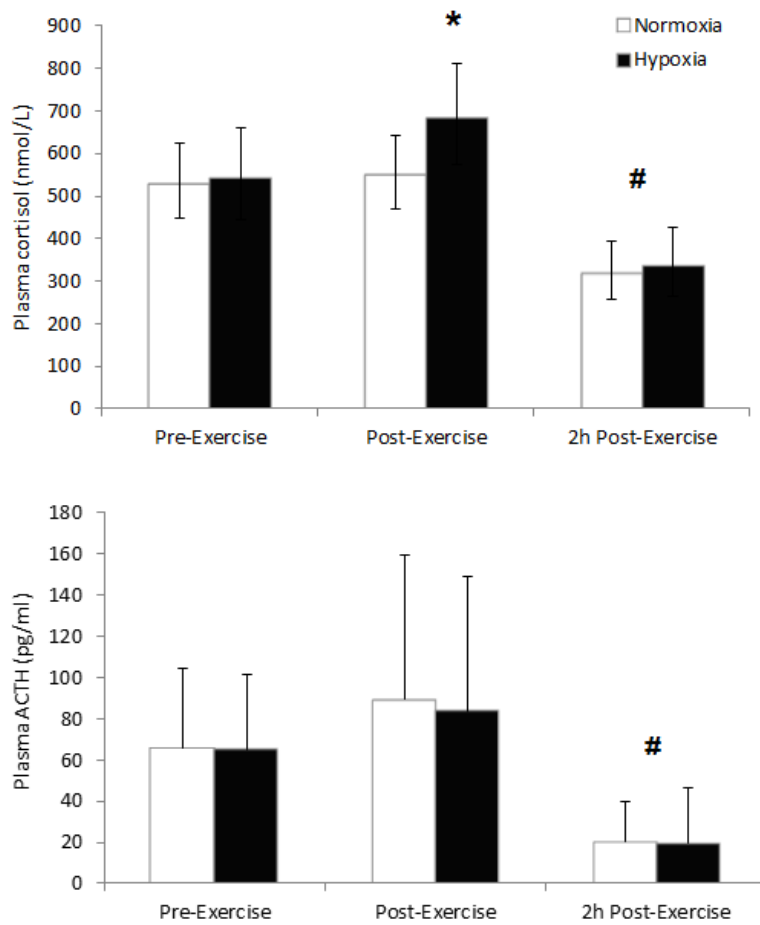 Plasma cortisol (nmol/L)
900
800
700
600
500
400
300
200
100
0
*
#
Normoxia
Hypoxia
Pre-Exercise
Post-Exercise
2h Post-Exercise
Plasma ACTH (pg/ml)
180
160
140
120
100
80
60
40
20
0
#
Pre-Exercise
Post-Exercise
2h Post-Exercise